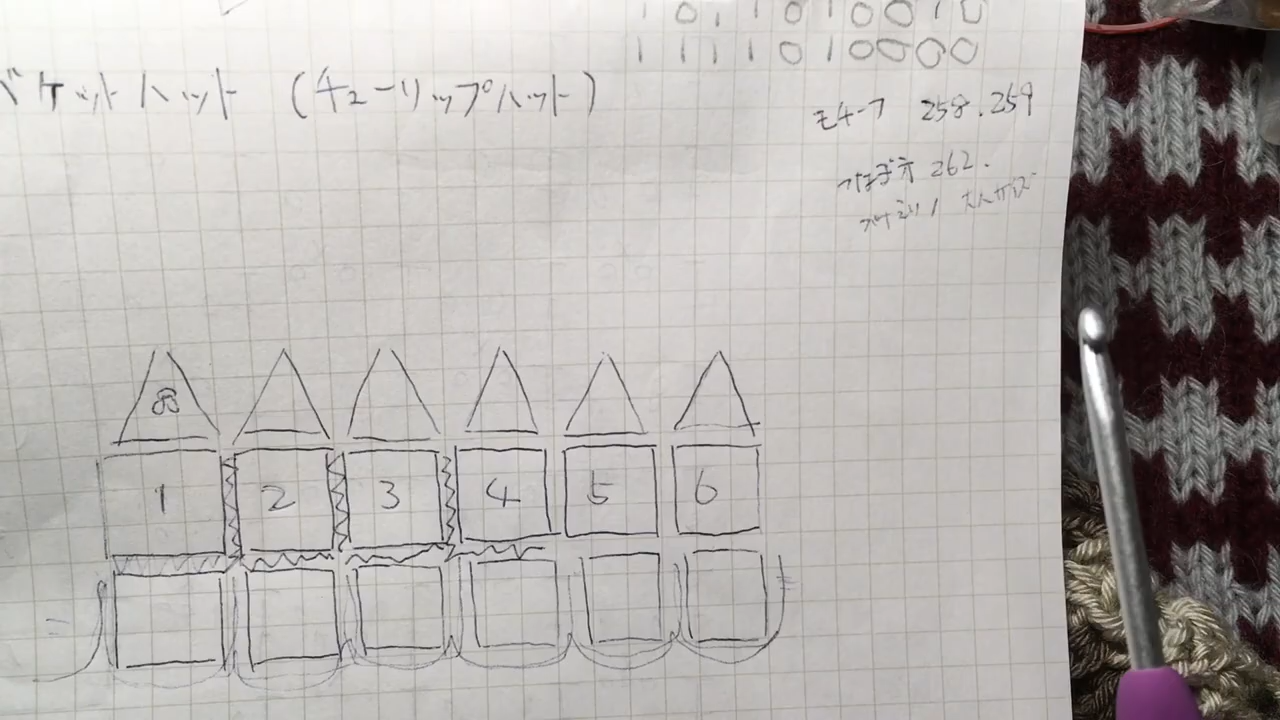 1 0 1 1 0 1 0 0 1 0
1 1 1 1 0 1 0 0 0 0
バケットハット (チューリップハット)
モチーフ 258.259
つなぎ方 262.
1 2 3 4 5 6